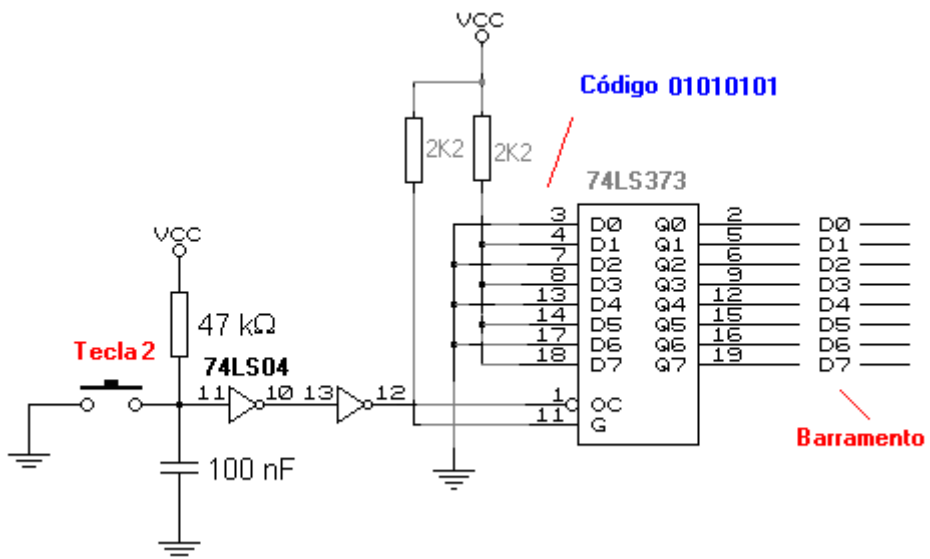 VCC
Código 01010101
2K2 2K2
74LS373
3 D0 Q0 2 D0
4 D1 Q1 5 D1
7 D2 Q2 6 D2
8 D3 Q3 9 D3
13 D4 Q4 12 D4
14 D5 Q5 15 D5
17 D6 Q6 16 D6
18 D7 Q7 19 D7
1 OC
11 G
Barramento
VCC
47 kΩ
Tecla 2
74LS04
11 10 13 12
100 nF